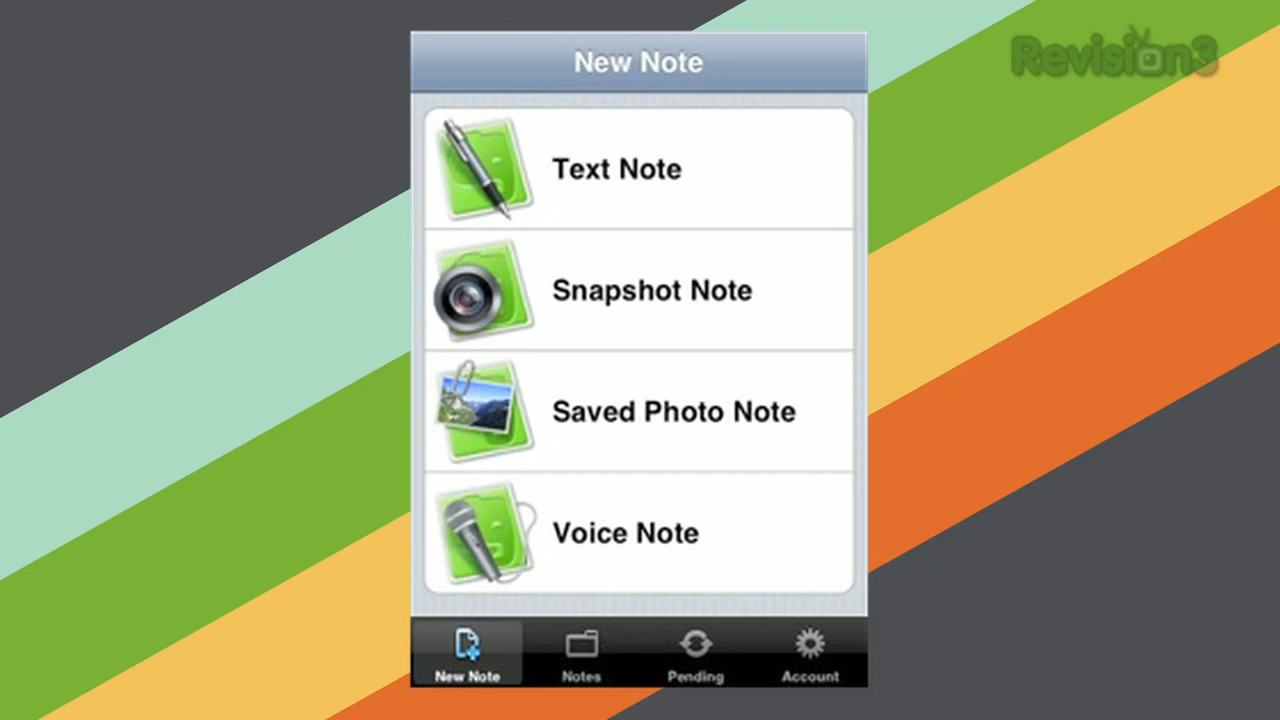 Revision3
New Note
Text Note
Snapshot Note
Saved Photo Note
Voice Note
New Note
Notes
Pending
Account